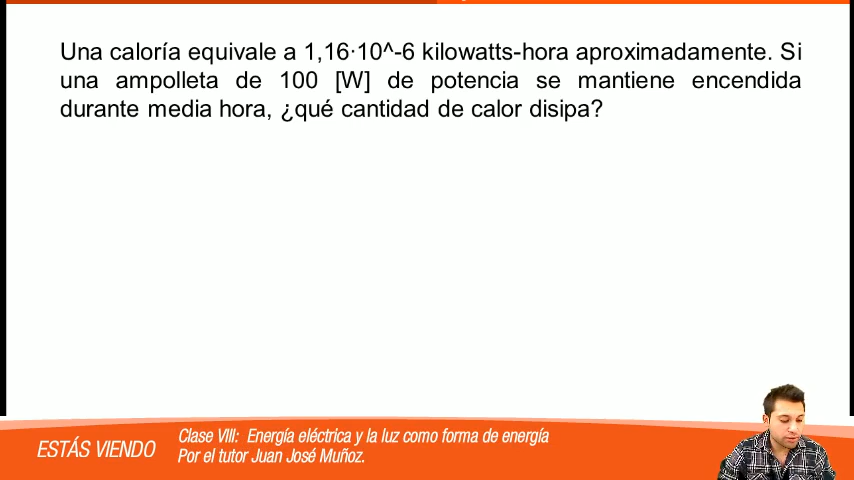 Una caloría equivale a 1,16·10^-6 kilowatts-hora aproximadamente. Si
una ampolleta de 100 [W] de potencia se mantiene encendida
durante media hora, ¿qué cantidad de calor disipa?
ESTÁS VIENDO
Clase VIII: Energía eléctrica y la luz como forma de energía
Por el tutor Juan José Muñoz.